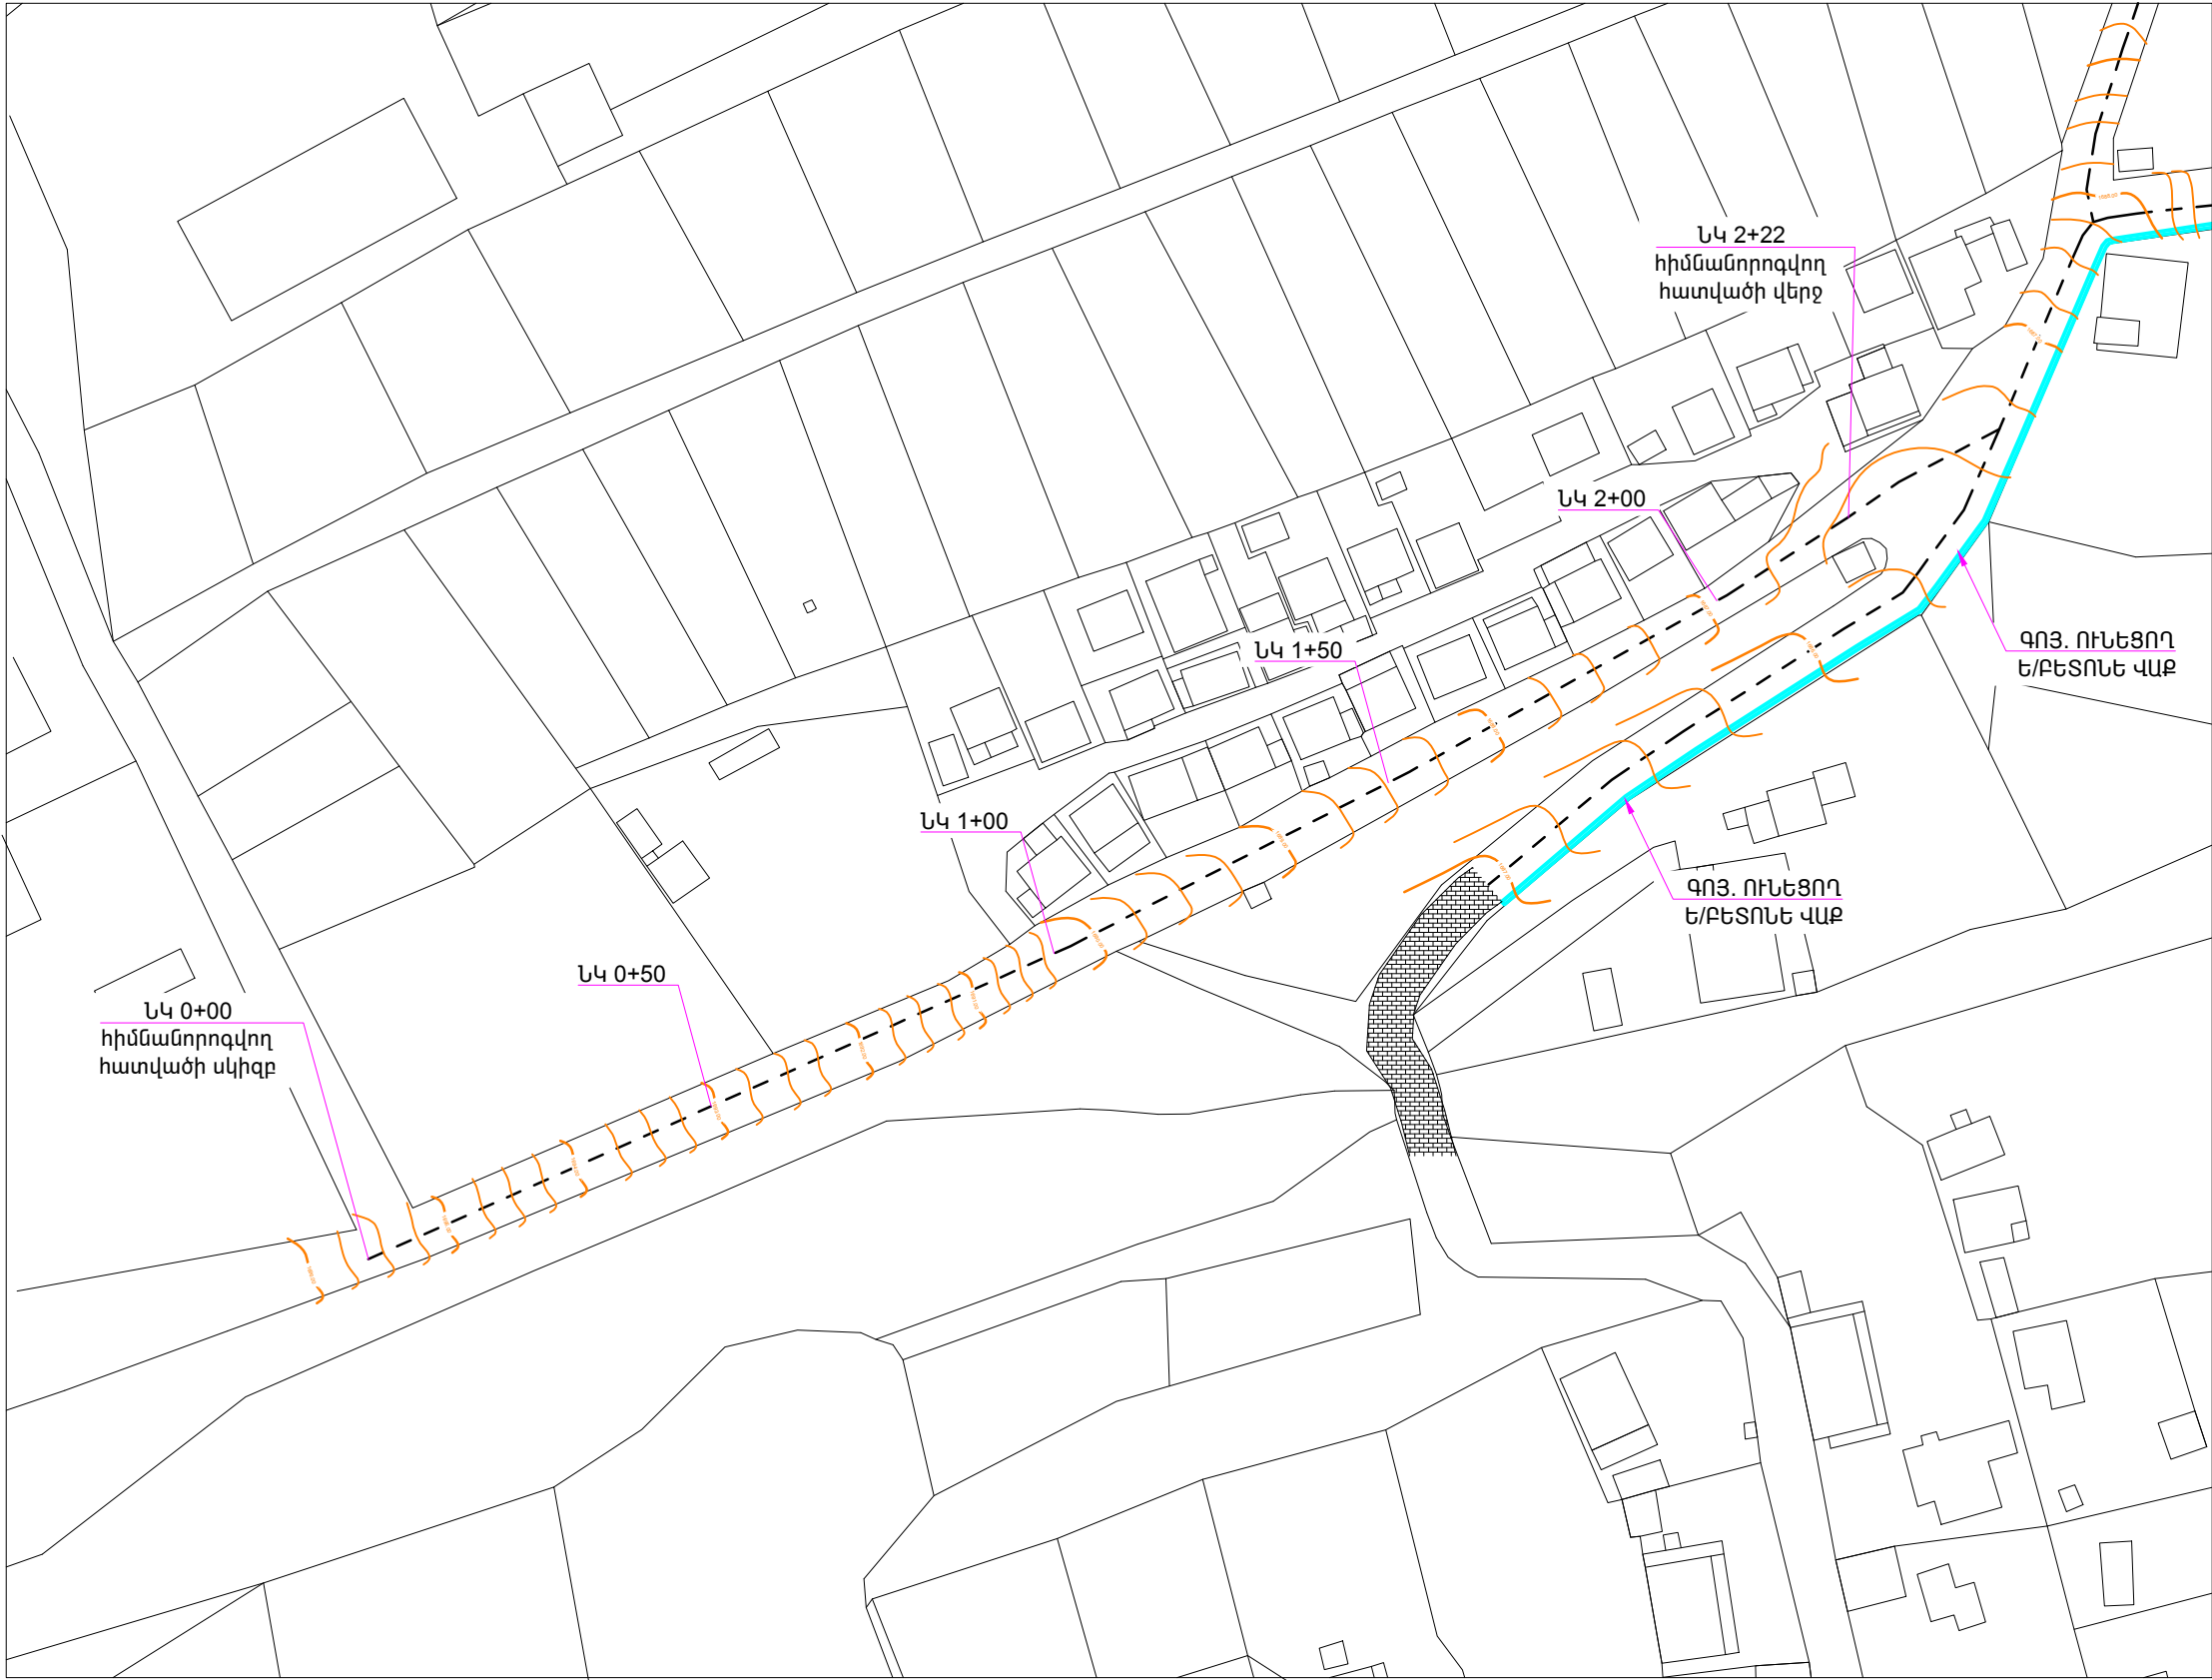 ՆԿ 2+22
հիմնանորոգվող
հատվածի վերջ
ՆԿ 2+00
ՆԿ 1+50
ԳՈՅ. ՈՒՆԵՑՈՂ
Ե/ԲԵՏՈՆԵ ՎԱՔ
ՆԿ 1+00
ԳՈՅ. ՈՒՆԵՑՈՂ
Ե/ԲԵՏՈՆԵ ՎԱՔ
ՆԿ 0+50
ՆԿ 0+00
հիմնանորոգվող
հատվածի սկիզբ